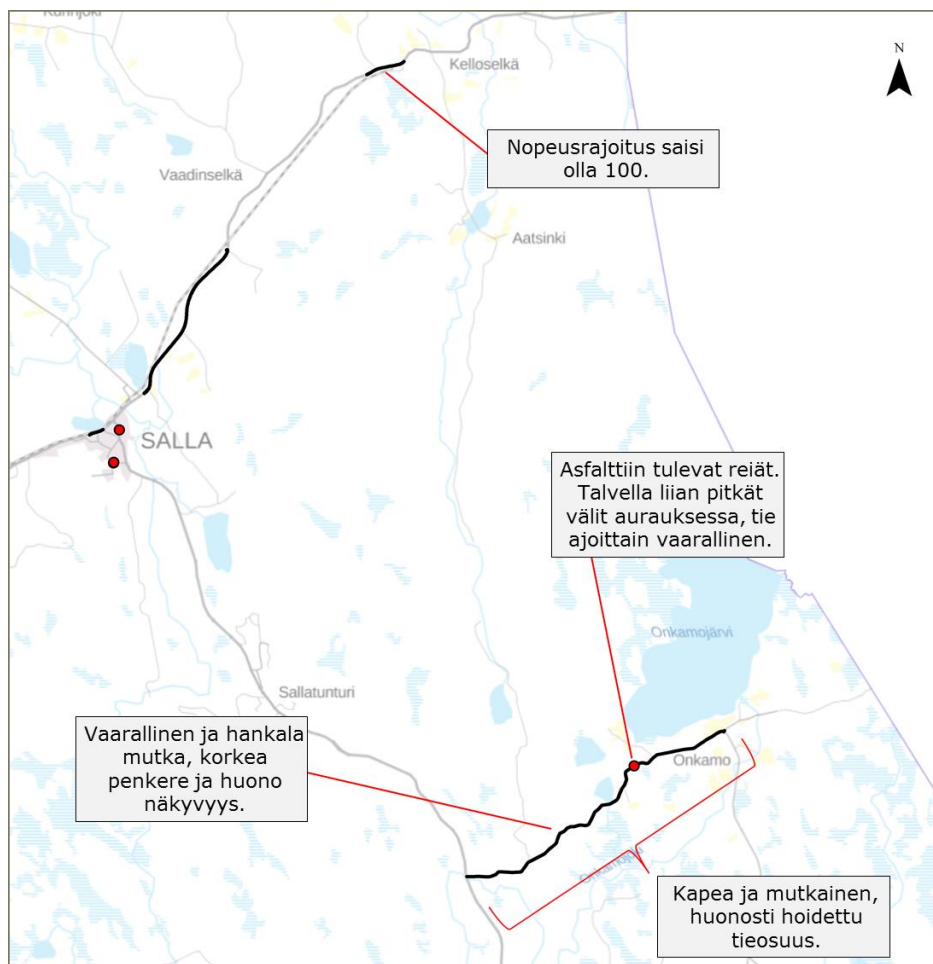 Kurinjoki
N
Kelloselkä
Nopeusrajoitus saisi
olla 100.
Vaadinselkä
Aatsinki
SALLA
Asfalttiin tulevat reiät.
Talvella liian pitkät
välit aurauksessa, tie
ajoittain vaarallinen.
Onkamojärvi
Sallatunturi
Vaarallinen ja hankala
mutka, korkea
penkere ja huono
näkyvyys.
Onkamo
Kapea ja mutkainen,
huonosti hoidettu
tieosuus.